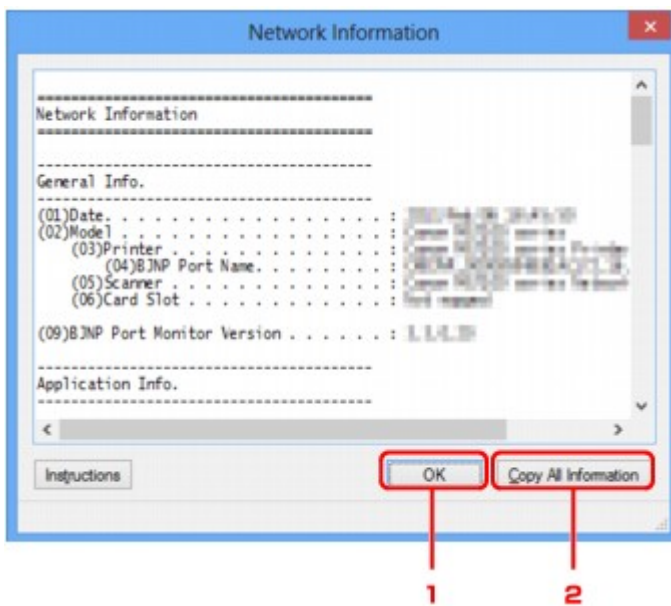 Network Information
==========================================
Network Information
==========================================
------------------------------------------
General Info.
------------------------------------------
(01)Date. . . . . . . . . . . . . . . . . :
(02)Model . . . . . . . . . . . . . . . . :
(03)Printer . . . . . . . . . . . . . . :
(04)BJNP Port Name. . . . . . . . . . :
(05)Scanner . . . . . . . . . . . . . . :
(06)Card Slot . . . . . . . . . . . . . :
(09)BJNP Port Monitor Version . . . . . . :
------------------------------------------
Application Info.
------------------------------------------
Instructions OK Copy All Information
1 2